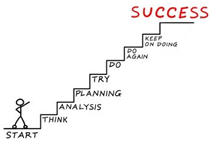 SUCCESS
KEEP
ON DOING
DO
AGAIN
DO
TRY
PLANNING
ANALYSIS
THINK
START